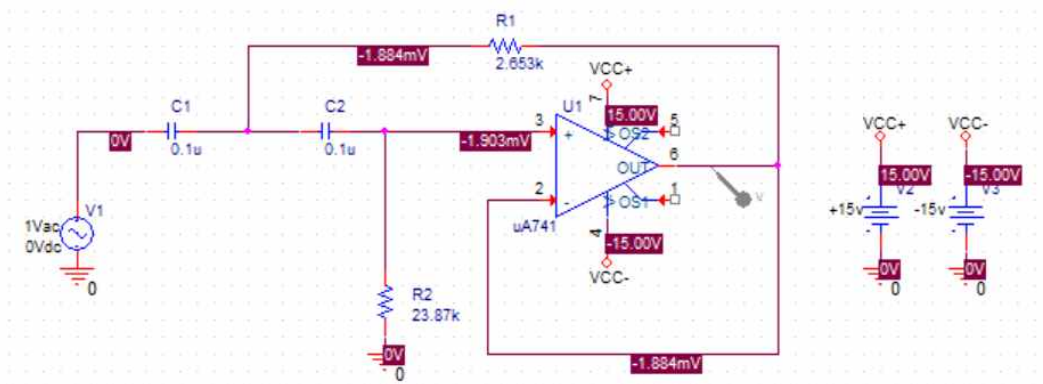 R1
-1.884mV
2.653k
VCC+
C1
C2
U1
7
15.00V
5
3
+
OS2
0V
0.1u
0.1u
-1.903mV
6
OUT
2
-
OS1
1
uA741
4
-15.00V
VCC-
V1
1Vac
0Vdc
0
R2
23.87k
0V
0
-1.884mV
V
VCC+
VCC-
15.00V
-15.00V
V2
V3
+15v
-15v
0V
0V
0
0